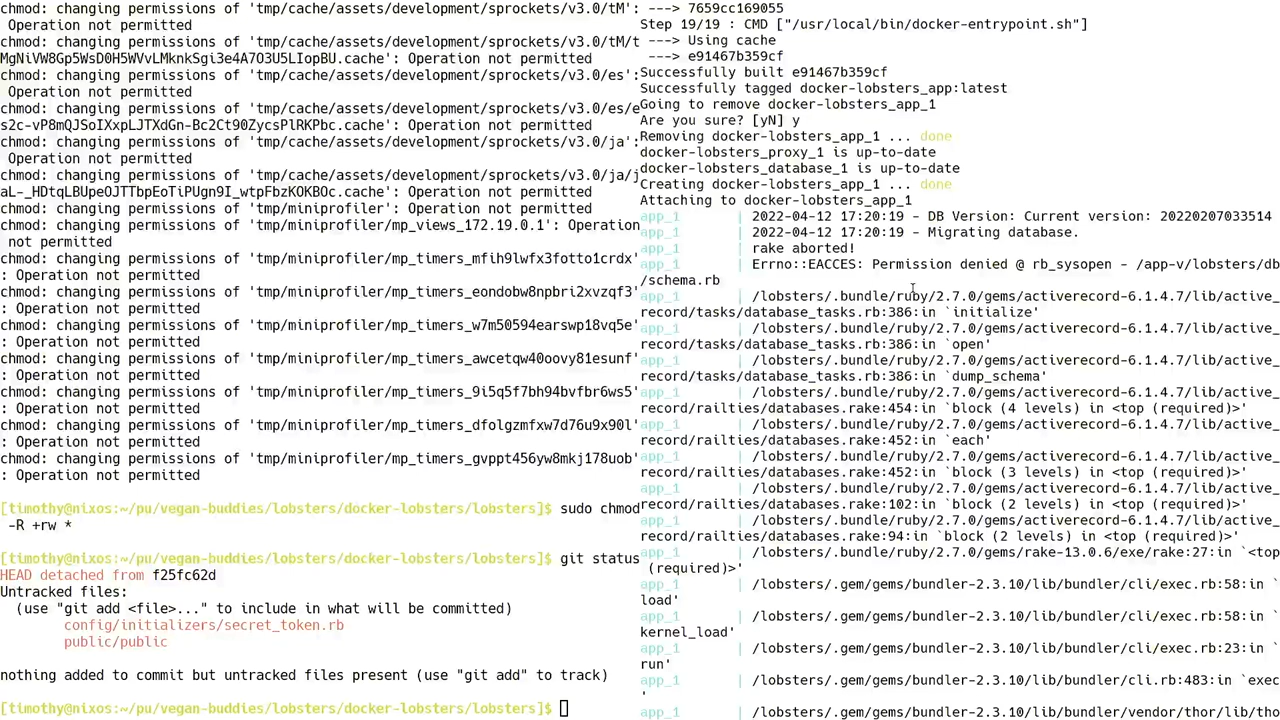 chmod: changing permissions of 'tmp/cache/assets/development/sprockets/v3.0/tM':
 Operation not permitted
chmod: changing permissions of 'tmp/cache/assets/development/sprockets/v3.0/tM/t
MgNiVW8Gp5WsD0H5WVvLMknkSgi3e4A7O3U5LIopBU.cache': Operation not permitted
chmod: changing permissions of 'tmp/cache/assets/development/sprockets/v3.0/es':
 Operation not permitted
chmod: changing permissions of 'tmp/cache/assets/development/sprockets/v3.0/es/e
s2c-vP8mQJSoIXxpLJTXdGn-Bc2Ct90ZycsPlRKPbc.cache': Operation not permitted
chmod: changing permissions of 'tmp/cache/assets/development/sprockets/v3.0/ja':
 Operation not permitted
chmod: changing permissions of 'tmp/cache/assets/development/sprockets/v3.0/ja/j
aL-_HDtqLBUpeOJTTbpEoTiPUgn9I_wtpFbzKOKBOc.cache': Operation not permitted
chmod: changing permissions of 'tmp/miniprofiler': Operation not permitted
chmod: changing permissions of 'tmp/miniprofiler/mp_views_172.19.0.1': Operation
 not permitted
chmod: changing permissions of 'tmp/miniprofiler/mp_timers_mfih9lwfx3fotto1crdx'
: Operation not permitted
chmod: changing permissions of 'tmp/miniprofiler/mp_timers_eondobw8npbri2xvzqf3'
: Operation not permitted
chmod: changing permissions of 'tmp/miniprofiler/mp_timers_w7m50594earswp18vq5e'
: Operation not permitted
chmod: changing permissions of 'tmp/miniprofiler/mp_timers_awcetqw40oovy81esunf'
: Operation not permitted
chmod: changing permissions of 'tmp/miniprofiler/mp_timers_9i5q5f7bh94bvfbr6ws5'
: Operation not permitted
chmod: changing permissions of 'tmp/miniprofiler/mp_timers_dfolgzmfxw7d76u9x90l'
: Operation not permitted
chmod: changing permissions of 'tmp/miniprofiler/mp_timers_gvppt456yw8mkj178uob'
: Operation not permitted
[timothy@nixos:~/pu/vegan-buddies/lobsters/docker-lobsters/lobsters]$ sudo chmod
 -R +rw *
[timothy@nixos:~/pu/vegan-buddies/lobsters/docker-lobsters/lobsters]$ git status
HEAD detached from f25fc62d
Untracked files:
  (use "git add <file>..." to include in what will be committed)
        config/initializers/secret_token.rb
        public/public
nothing added to commit but untracked files present (use "git add" to track)
[timothy@nixos:~/pu/vegan-buddies/lobsters/docker-lobsters/lobsters]$
 ---> 7659cc169055
Step 19/19 : CMD ["/usr/local/bin/docker-entrypoint.sh"]
 ---> Using cache
 ---> e91467b359cf
Successfully built e91467b359cf
Successfully tagged docker-lobsters_app:latest
Going to remove docker-lobsters_app_1
Are you sure? [yN] y
Removing docker-lobsters_app_1 ... done
docker-lobsters_proxy_1 is up-to-date
docker-lobsters_database_1 is up-to-date
Creating docker-lobsters_app_1 ... done
Attaching to docker-lobsters_app_1
app_1       | 2022-04-12 17:20:19 - DB Version: Current version: 20220207033514
app_1       | 2022-04-12 17:20:19 - Migrating database.
app_1       | rake aborted!
app_1       | Errno::EACCES: Permission denied @ rb_sysopen - /app-v/lobsters/db
/schema.rb
app_1       | /lobsters/.bundle/ruby/2.7.0/gems/activerecord-6.1.4.7/lib/active_
record/tasks/database_tasks.rb:386:in `initialize'
app_1       | /lobsters/.bundle/ruby/2.7.0/gems/activerecord-6.1.4.7/lib/active_
record/tasks/database_tasks.rb:386:in `open'
app_1       | /lobsters/.bundle/ruby/2.7.0/gems/activerecord-6.1.4.7/lib/active_
record/tasks/database_tasks.rb:386:in `dump_schema'
app_1       | /lobsters/.bundle/ruby/2.7.0/gems/activerecord-6.1.4.7/lib/active_
record/railties/databases.rake:454:in `block (4 levels) in <top (required)>'
app_1       | /lobsters/.bundle/ruby/2.7.0/gems/activerecord-6.1.4.7/lib/active_
record/railties/databases.rake:452:in `each'
app_1       | /lobsters/.bundle/ruby/2.7.0/gems/activerecord-6.1.4.7/lib/active_
record/railties/databases.rake:452:in `block (3 levels) in <top (required)>'
app_1       | /lobsters/.bundle/ruby/2.7.0/gems/activerecord-6.1.4.7/lib/active_
record/railties/databases.rake:102:in `block (2 levels) in <top (required)>'
app_1       | /lobsters/.bundle/ruby/2.7.0/gems/activerecord-6.1.4.7/lib/active_
record/railties/databases.rake:94:in `block (2 levels) in <top (required)>'
app_1       | /lobsters/.bundle/ruby/2.7.0/gems/rake-13.0.6/exe/rake:27:in `<top
 (required)>'
app_1       | /lobsters/.gem/gems/bundler-2.3.10/lib/bundler/cli/exec.rb:58:in `
load'
app_1       | /lobsters/.gem/gems/bundler-2.3.10/lib/bundler/cli/exec.rb:58:in `
kernel_load'
app_1       | /lobsters/.gem/gems/bundler-2.3.10/lib/bundler/cli/exec.rb:23:in `
run'
app_1       | /lobsters/.gem/gems/bundler-2.3.10/lib/bundler/cli.rb:483:in `exec
'
app_1       | /lobsters/.gem/gems/bundler-2.3.10/lib/bundler/vendor/thor/lib/tho